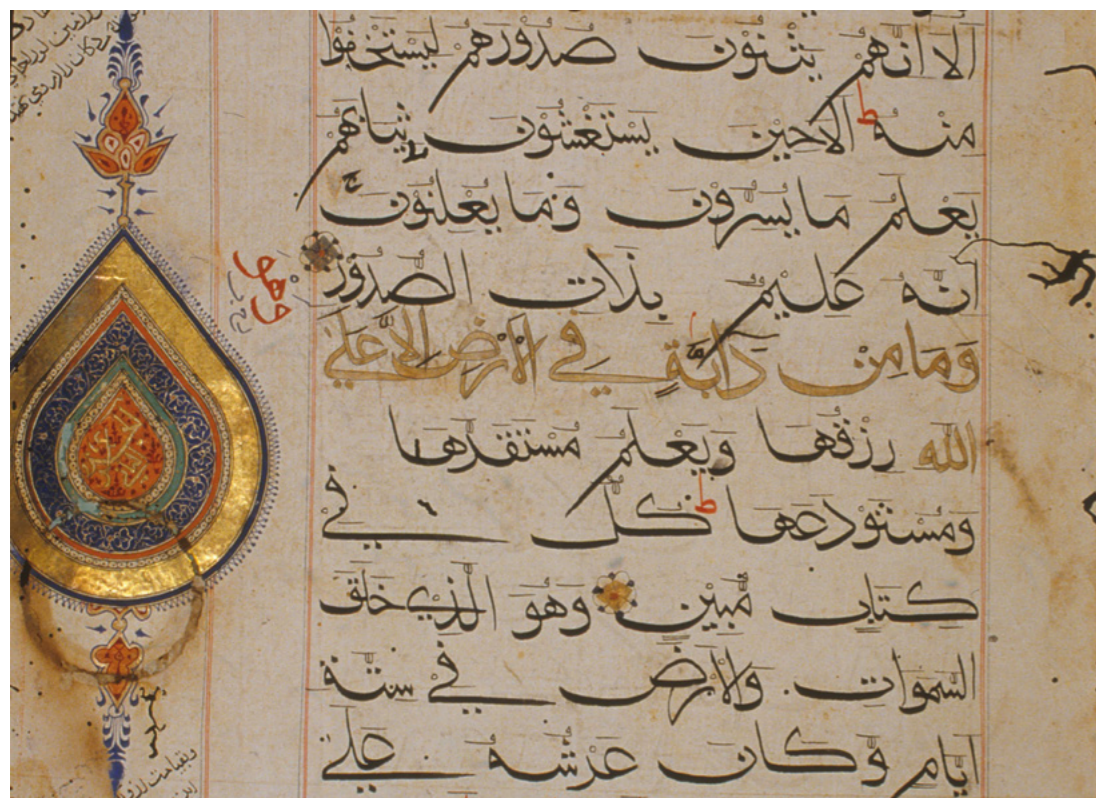 الا انهم يثنون صدورهم ليستخفوا
منه ط الا حين يستغشون ثيابهم
يعلم ما يسرون وما يعلنون
انه عليم بذات الصدور
وما من دابة في الارض الا على
الله رزقها ويعلم مستقرها
ومستودعها ط كل في
كتاب مبين وهو الذي خلق
السموات والارض في ستة
ايام وكان عرشه على